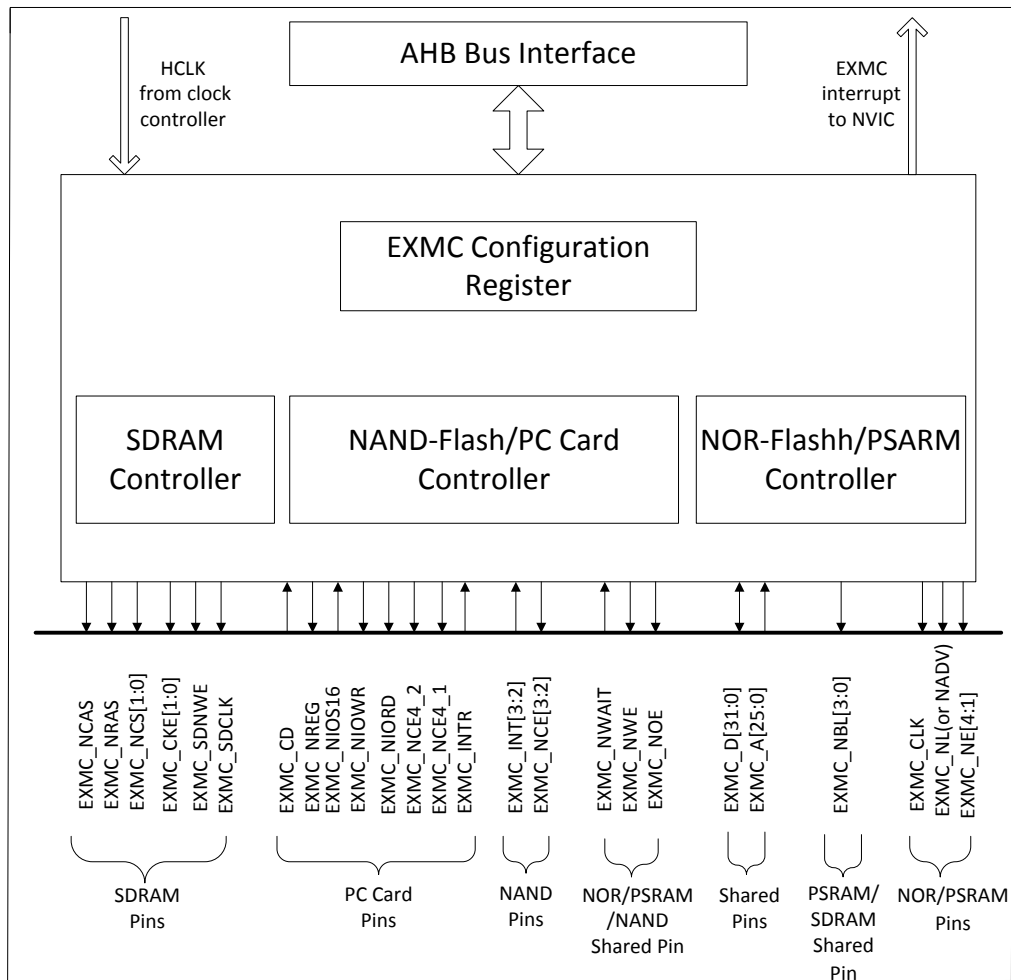 HCLK
from clock
controller
AHB Bus Interface
EXMC
interrupt
to NVIC
EXMC Configuration
Register
SDRAM
Controller
NAND-Flash/PC Card
Controller
NOR-Flashh/PSARM
Controller
EXMC_NCAS
EXMC_NRAS
EXMC_NCS[1:0]
EXMC_CKE[1:0]
EXMC_SDNWE
EXMC_SDCLK
EXMC_CD
EXMC_NREG
EXMC_NIOS16
EXMC_NIOWR
EXMC_NIORD
EXMC_NCE4_2
EXMC_NCE4_1
EXMC_INTR
EXMC_INT[3:2]
EXMC_NCE[3:2]
EXMC_NWAIT
EXMC_NWE
EXMC_NOE
EXMC_D[31:0]
EXMC_A[25:0]
EXMC_NBL[3:0]
EXMC_CLK
EXMC_NL(or NADV)
EXMC_NE[4:1]
SDRAM
Pins
PC Card
Pins
NAND
Pins
NOR/PSRAM
/NAND
Shared Pin
Shared
Pins
PSRAM/
SDRAM
Shared
Pin
NOR/PSRAM
Pins